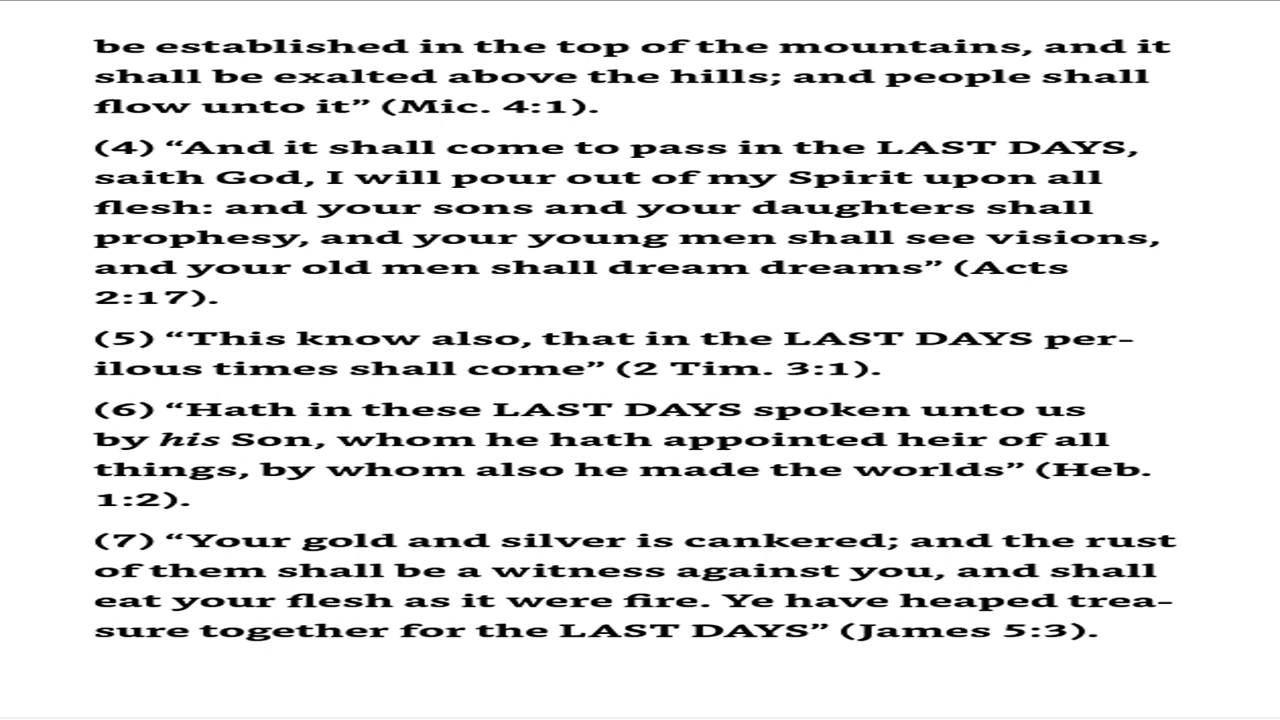 be established in the top of the mountains, and it
shall be exalted above the hills; and people shall
flow unto it” (Mic. 4:1).
(4) “And it shall come to pass in the LAST DAYS,
saith God, I will pour out of my Spirit upon all
flesh: and your sons and your daughters shall
prophesy, and your young men shall see visions,
and your old men shall dream dreams” (Acts
2:17).
(5) “This know also, that in the LAST DAYS per-
ilous times shall come” (2 Tim. 3:1).
(6) “Hath in these LAST DAYS spoken unto us
by his Son, whom he hath appointed heir of all
things, by whom also he made the worlds” (Heb.
1:2).
(7) “Your gold and silver is cankered; and the rust
of them shall be a witness against you, and shall
eat your flesh as it were fire. Ye have heaped trea-
sure together for the LAST DAYS” (James 5:3).